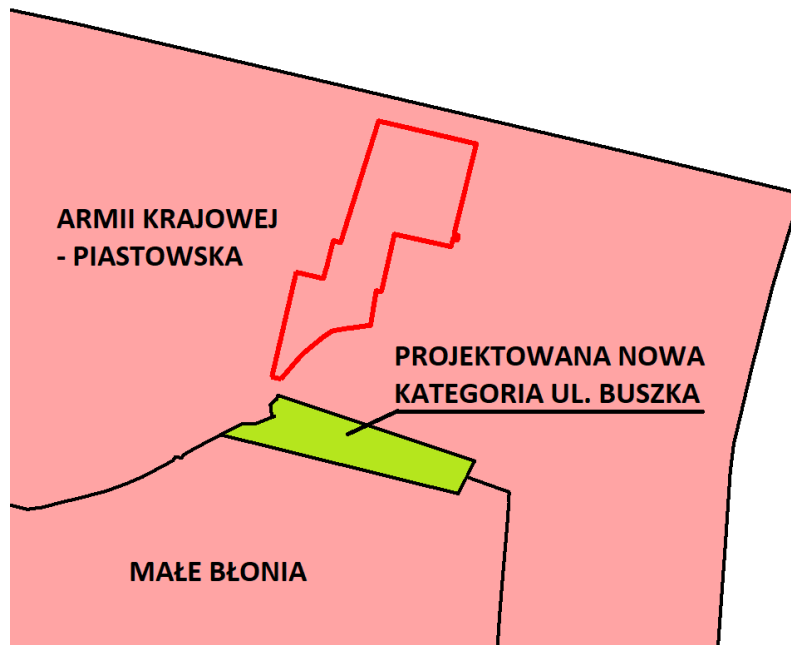 ARMII KRAJOWEJ
- PIASTOWSKA
PROJEKTOWANA NOWA
KATEGORIA UL. BUSZKA
MAŁE BŁONIA